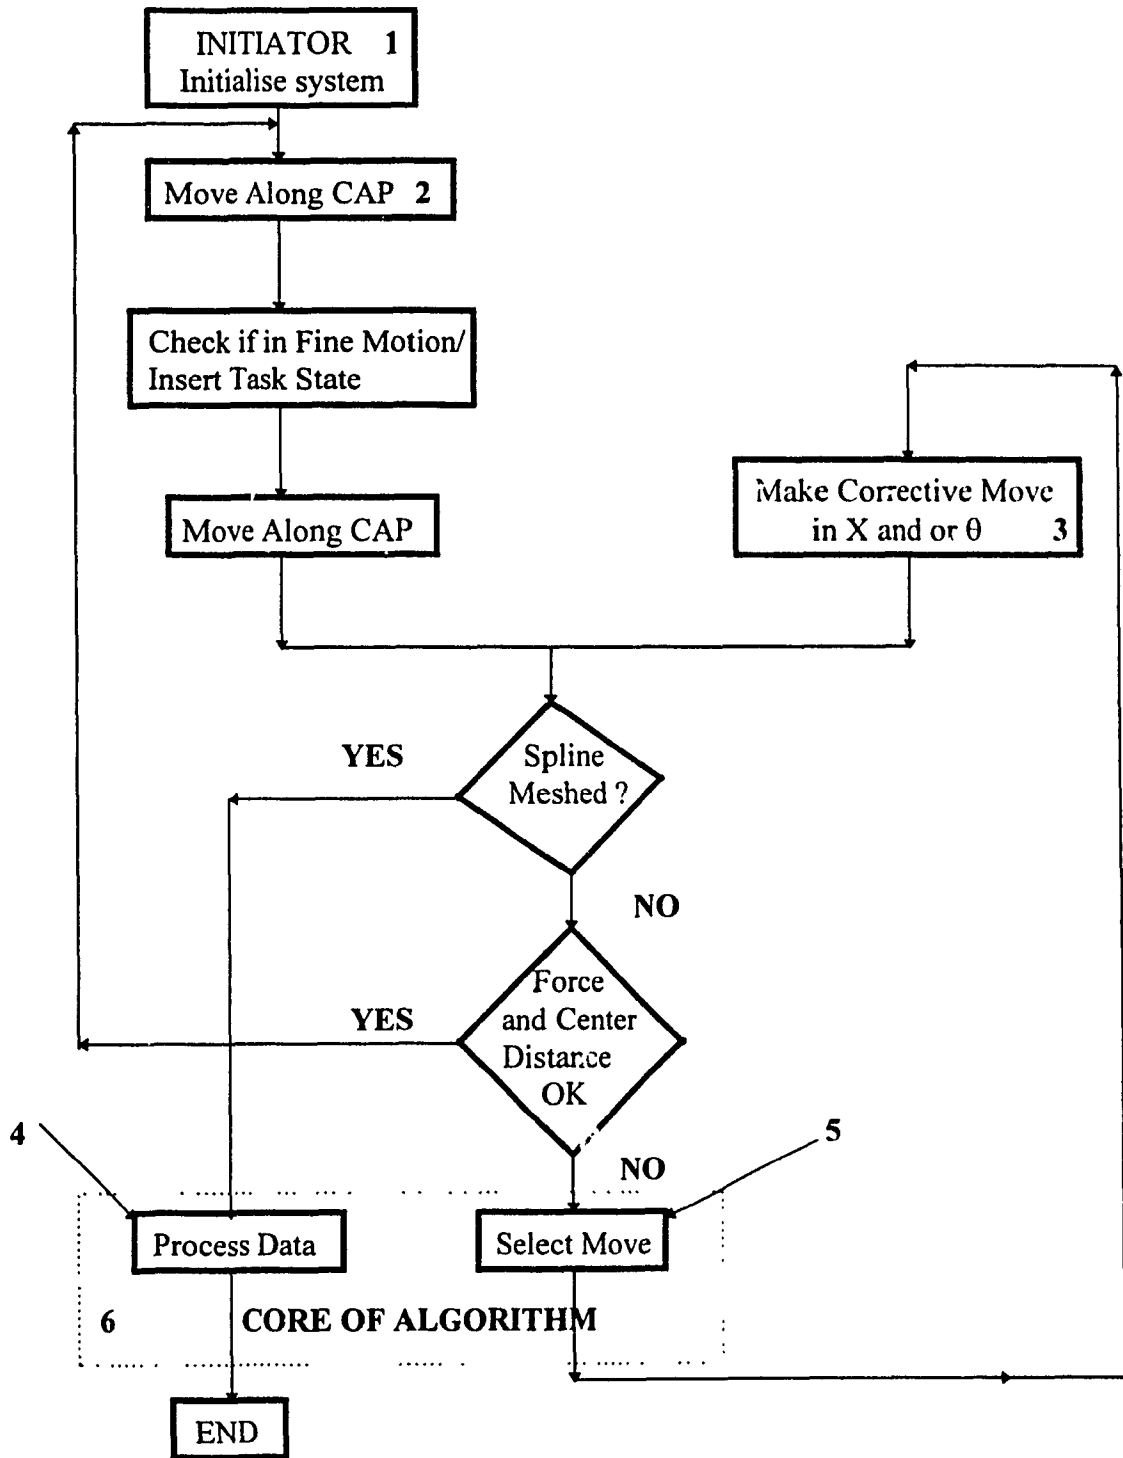 INITIATOR 1
Initialise system
Move Along CAP 2
Check if in Fine Motion/
Insert Task State
Move Along CAP
Make Corrective Move
in X and or θ 3
Spline
Meshed ?
YES
NO
Force
and Center
Distance
OK
YES
NO
4
5
Process Data
Select Move
6 CORE OF ALGORITHM
END